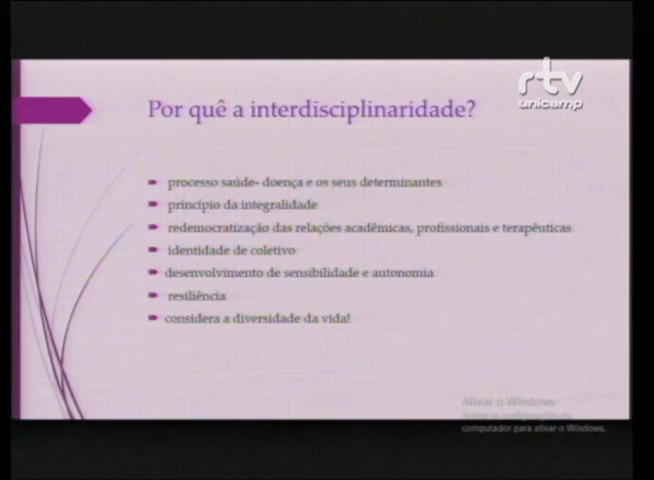 rtv
unicamp
Por quê a interdisciplinaridade?
processo saúde- doença e os seus determinantes
princípio da integralidade
redemocratização das relações acadêmicas, profissionais e terapêuticas
identidade de coletivo
desenvolvimento de sensibilidade e autonomia
resiliência
considera a diversidade da vida!
Ativar o Windows
computador para ativar o Windows.